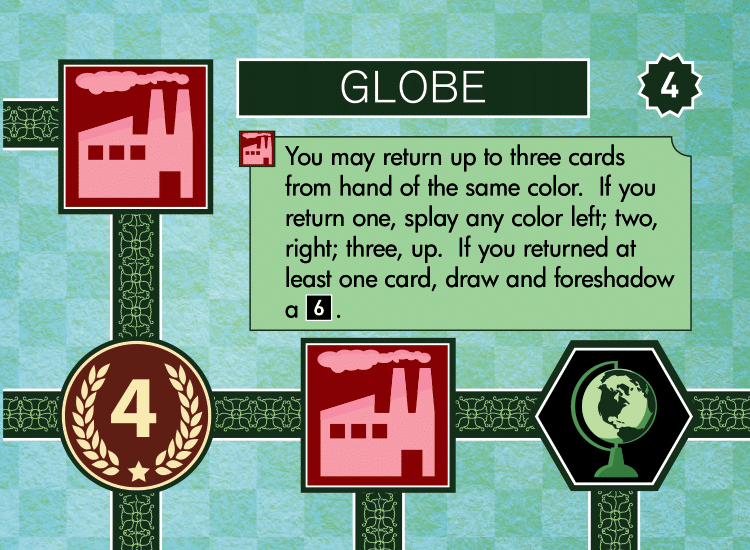 GLOBE
4
You may return up to three cards
from hand of the same color.  If you
return one, splay any color left; two,
right; three, up.  If you returned at
least one card, draw and foreshadow
a 6 .
4